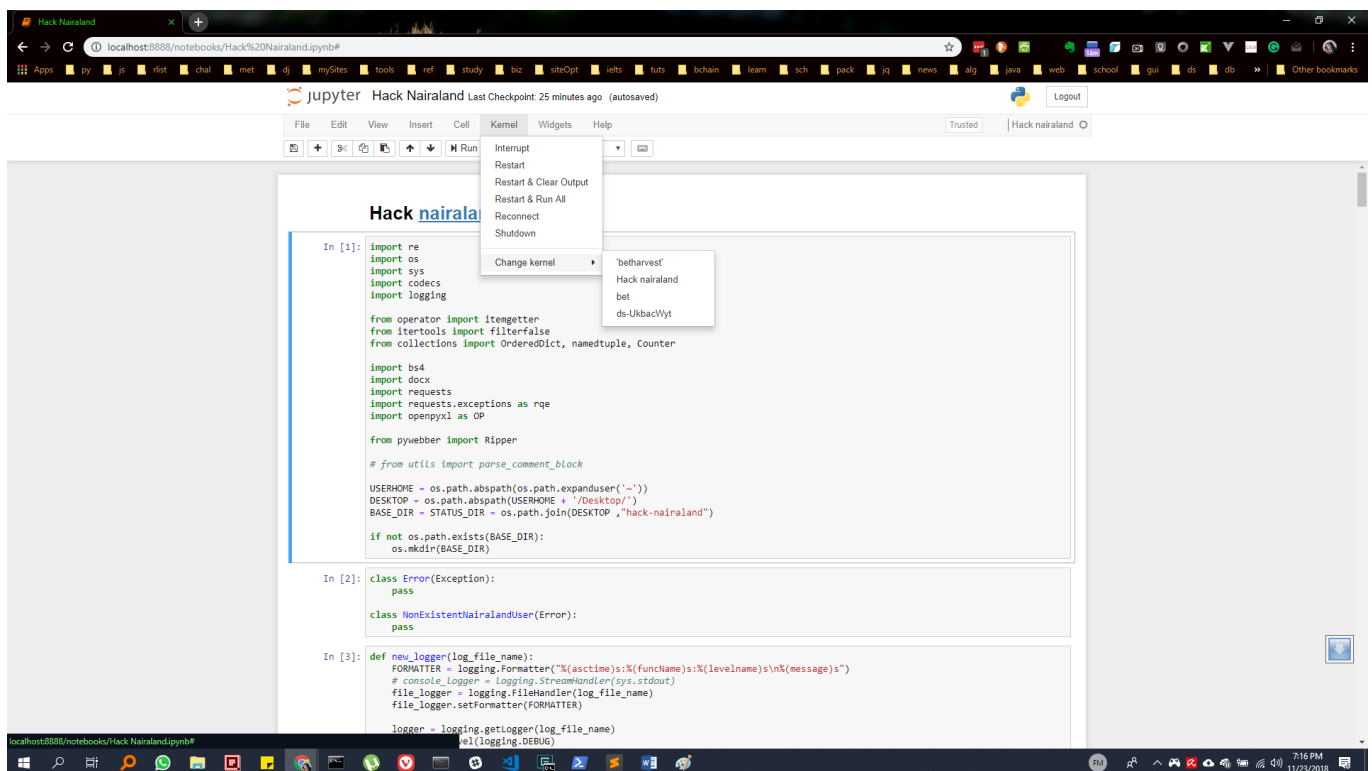 Hack Nairaland
localhost:8888/notebooks/Hack%20Nairaland.ipynb#
Apps py js rlist chal met dj mySites tools ref study biz siteOpt ielts tuts bchain learn sch pack jq news alg java web school gui ds db » Other bookmarks
jupyter Hack Nairaland Last Checkpoint: 25 minutes ago (autosaved)
Logout
File Edit View Insert Cell Kernel Widgets Help
Trusted
Hack nairaland
Run
Interrupt
Restart
Restart & Clear Output
Restart & Run All
Reconnect
Shutdown
Change kernel
'betharvest'
Hack nairaland
bet
ds-UkbacWyt
Hack nairala
In [1]: import re
import os
import sys
import codecs
import logging
from operator import itemgetter
from itertools import filterfalse
from collections import OrderedDict, namedtuple, Counter
import bs4
import docx
import requests
import requests.exceptions as rqe
import openpyxl as OP
from pywebber import Ripper
# from utils import parse_comment_block
USERHOME = os.path.abspath(os.path.expanduser('~'))
DESKTOP = os.path.abspath(USERHOME + '/Desktop/')
BASE_DIR = STATUS_DIR = os.path.join(DESKTOP ,"hack-nairaland")
if not os.path.exists(BASE_DIR):
    os.mkdir(BASE_DIR)
In [2]: class Error(Exception):
    pass
class NonExistentNairalandUser(Error):
    pass
In [3]: def new_logger(log_file_name):
    FORMATTER = logging.Formatter("%(asctime)s:%(funcName)s:%(levelname)s\n%(message)s")
    # console_logger = logging.StreamHandler(sys.stdout)
    file_logger = logging.FileHandler(log_file_name)
    file_logger.setFormatter(FORMATTER)
    logger = logging.getLogger(log_file_name)
vel(logging.DEBUG)
localhost:8888/notebooks/Hack Nairaland.ipynb#
FM
7:16 PM
11/23/2018